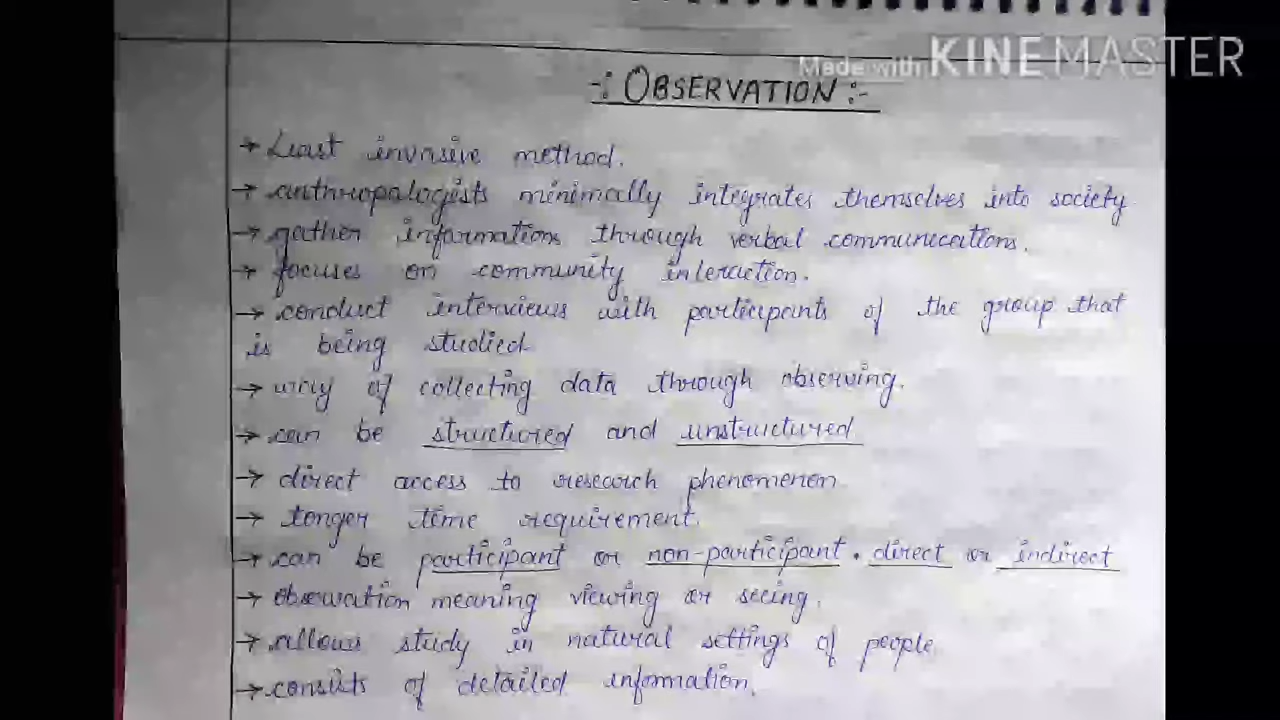 Made with KINEMASTER
-: OBSERVATION :-
→ Least invasive method.
→ anthropalogists minimally integrates themselves into society
→ gather informations through verbal communications.
→ focuses on community interaction.
→ conduct interviews with participants of the group that
is being studied
→ way of collecting data through observing.
→ can be structured and unstructured
→ direct access to research phenomenon
→ longer time requirement.
→ can be participant or non-participant . direct or indirect
→ observation meaning viewing or seeing.
→ allows study in natural settings of people
→ consists of detailed information.